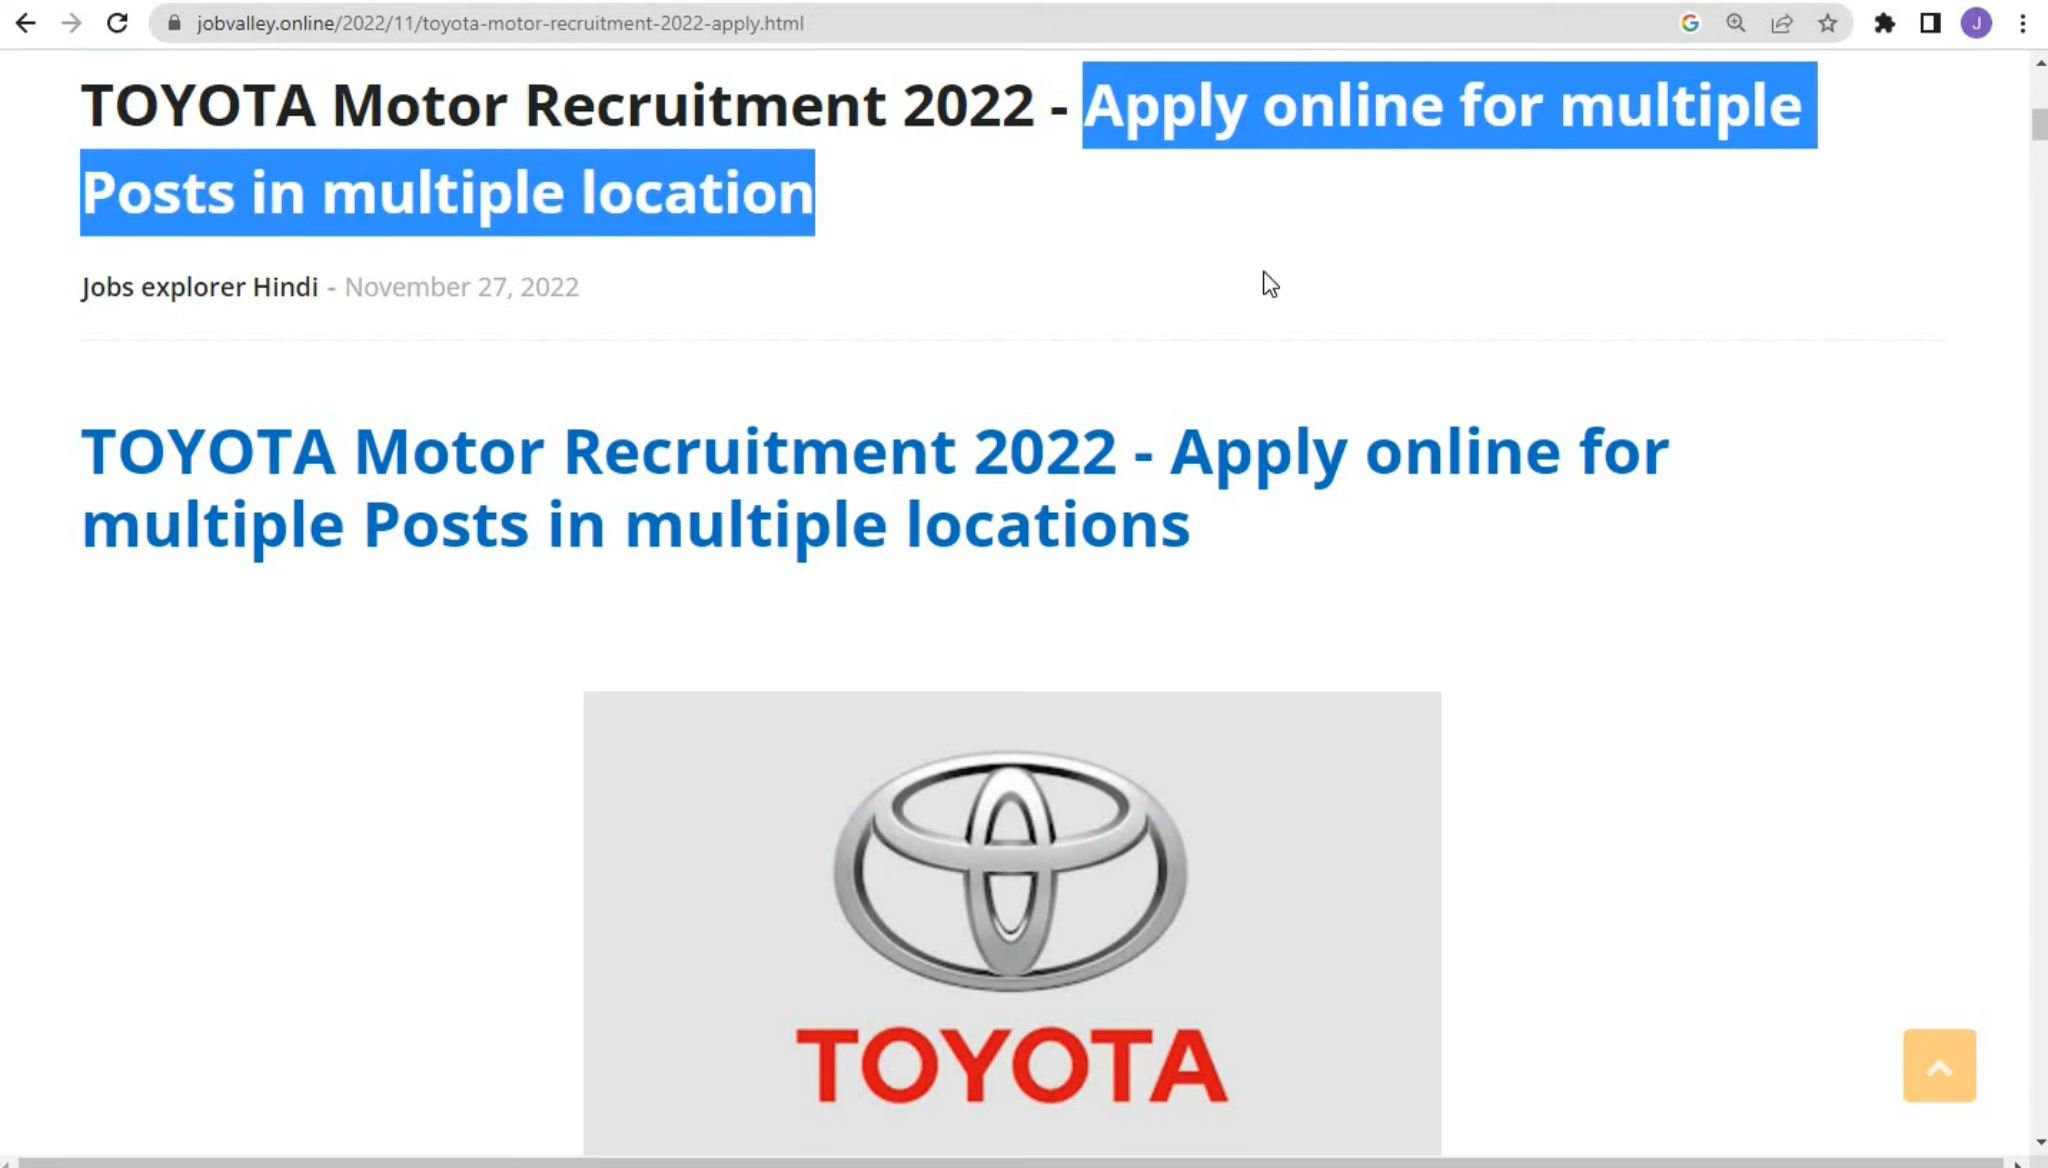 jobvalley.online/2022/11/toyota-motor-recruitment-2022-apply.html
J
TOYOTA Motor Recruitment 2022 - Apply online for multiple
Posts in multiple location
Jobs explorer Hindi - November 27, 2022
TOYOTA Motor Recruitment 2022 - Apply online for
multiple Posts in multiple locations
TOYOTA